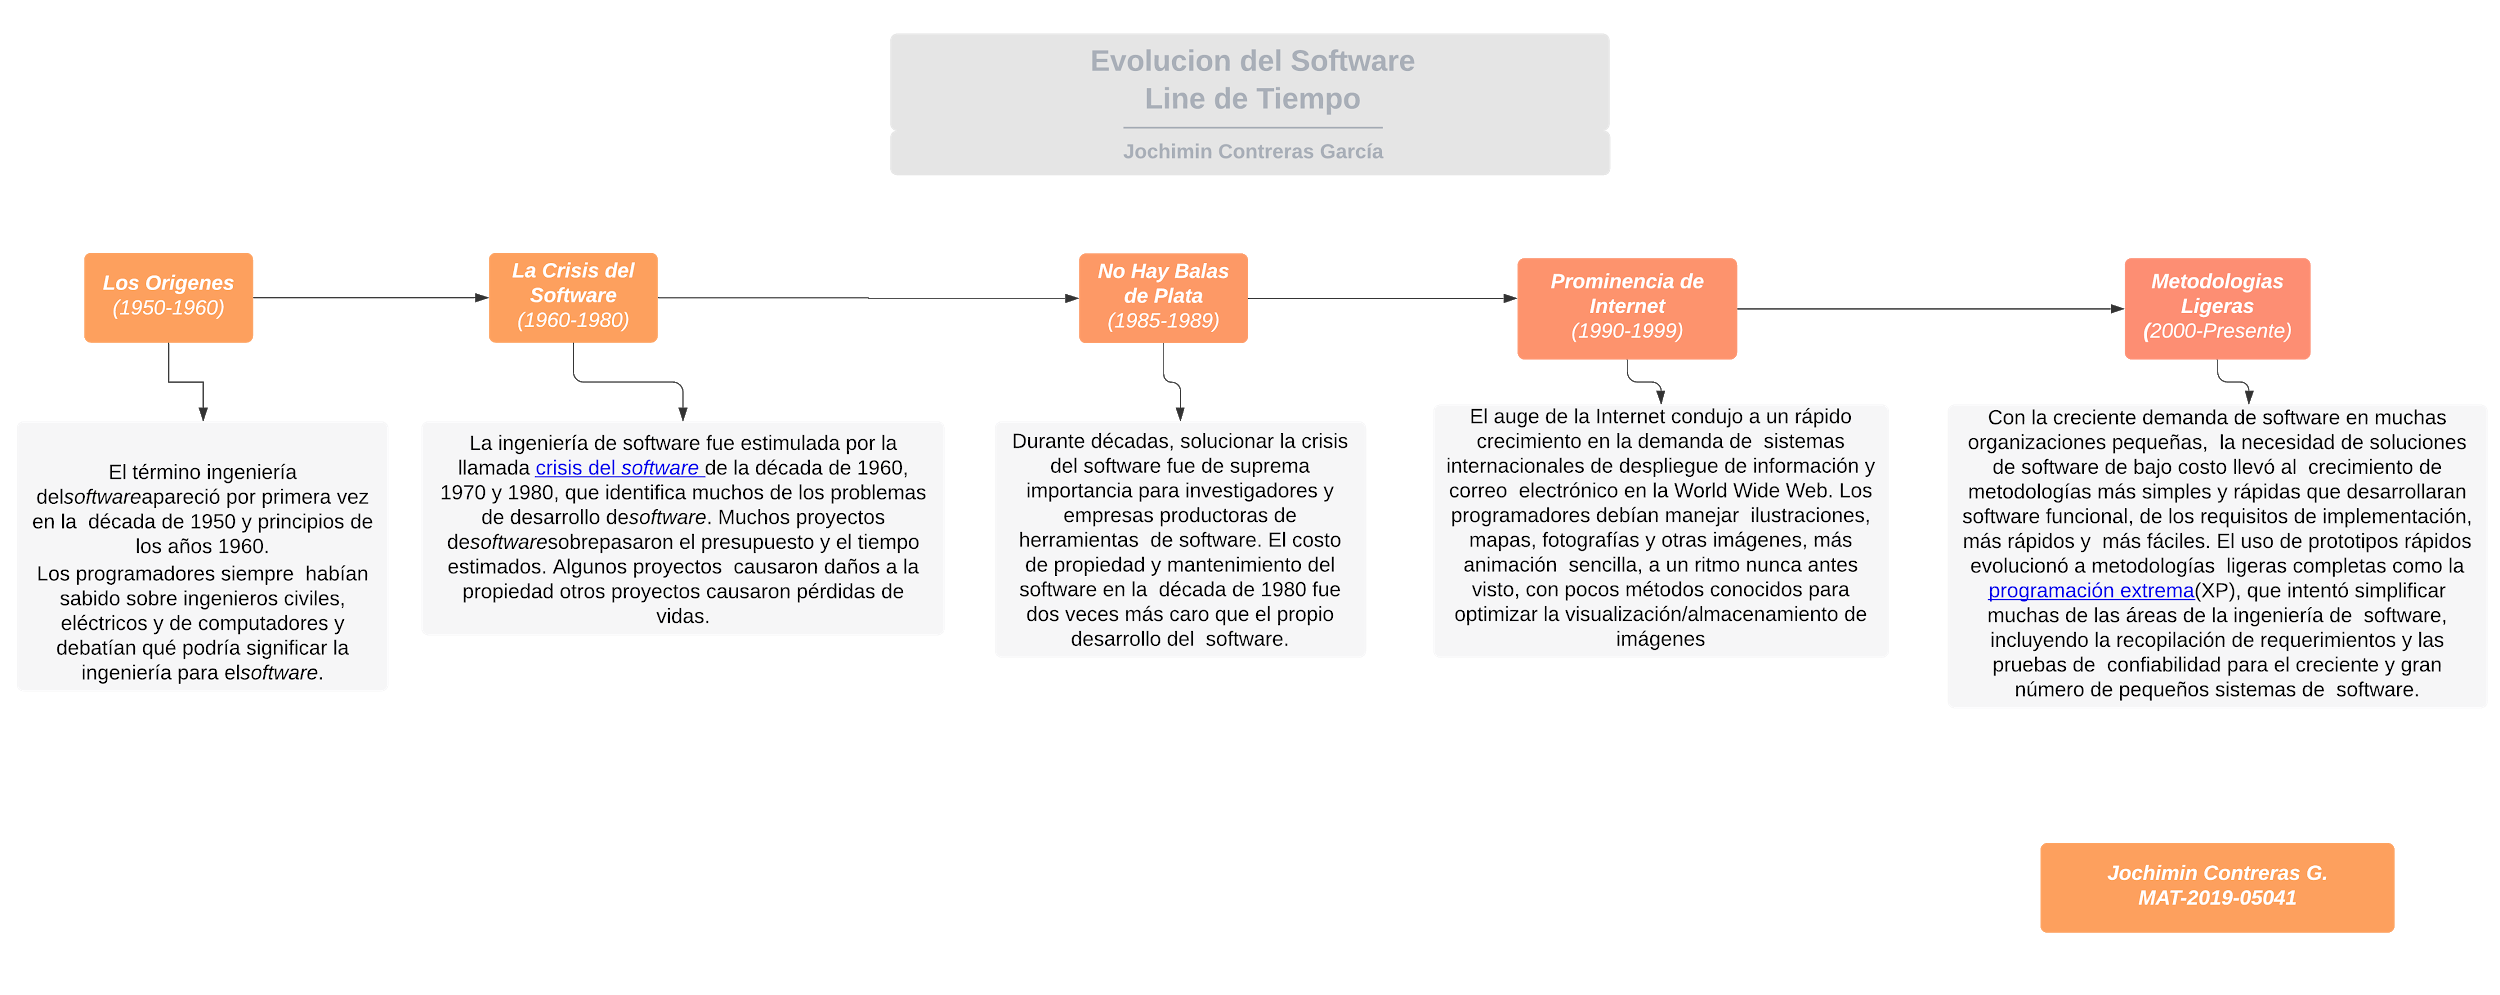 Evolucion del Software
Line de Tiempo
Jochimin Contreras García
Los Origenes
(1950-1960)
La Crisis del
Software
(1960-1980)
No Hay Balas
de Plata
(1985-1989)
Prominencia de
Internet
(1990-1999)
Metodologias
Ligeras
(2000-Presente)
El término ingeniería
delsoftwareapareció por primera vez
en la  década de 1950 y principios de
los años 1960.
Los programadores siempre  habían
sabido sobre ingenieros civiles,
eléctricos y de computadores y
debatían qué podría significar la
ingeniería para elsoftware.
La ingeniería de software fue estimulada por la
llamada crisis del software de la década de 1960,
1970 y 1980, que identifica muchos de los problemas
de desarrollo desoftware. Muchos proyectos
desoftwaresobrepasaron el presupuesto y el tiempo
estimados. Algunos proyectos  causaron daños a la
propiedad otros proyectos causaron pérdidas de
vidas.
Durante décadas, solucionar la crisis
del software fue de suprema
importancia para investigadores y
empresas productoras de
herramientas  de software. El costo
de propiedad y mantenimiento del
software en la  década de 1980 fue
dos veces más caro que el propio
desarrollo del  software.
El auge de la Internet condujo a un rápido
crecimiento en la demanda de  sistemas
internacionales de despliegue de información y
correo  electrónico en la World Wide Web. Los
programadores debían manejar  ilustraciones,
mapas, fotografías y otras imágenes, más
animación  sencilla, a un ritmo nunca antes
visto, con pocos métodos conocidos para
optimizar la visualización/almacenamiento de
imágenes
Con la creciente demanda de software en muchas
organizaciones pequeñas,  la necesidad de soluciones
de software de bajo costo llevó al  crecimiento de
metodologías más simples y rápidas que desarrollaran
software funcional, de los requisitos de implementación,
más rápidos y  más fáciles. El uso de prototipos rápidos
evolucionó a metodologías  ligeras completas como la
programación extrema(XP), que intentó simplificar
muchas de las áreas de la ingeniería de  software,
incluyendo la recopilación de requerimientos y las
pruebas de  confiabilidad para el creciente y gran
número de pequeños sistemas de  software.
Jochimin Contreras G.
MAT-2019-05041